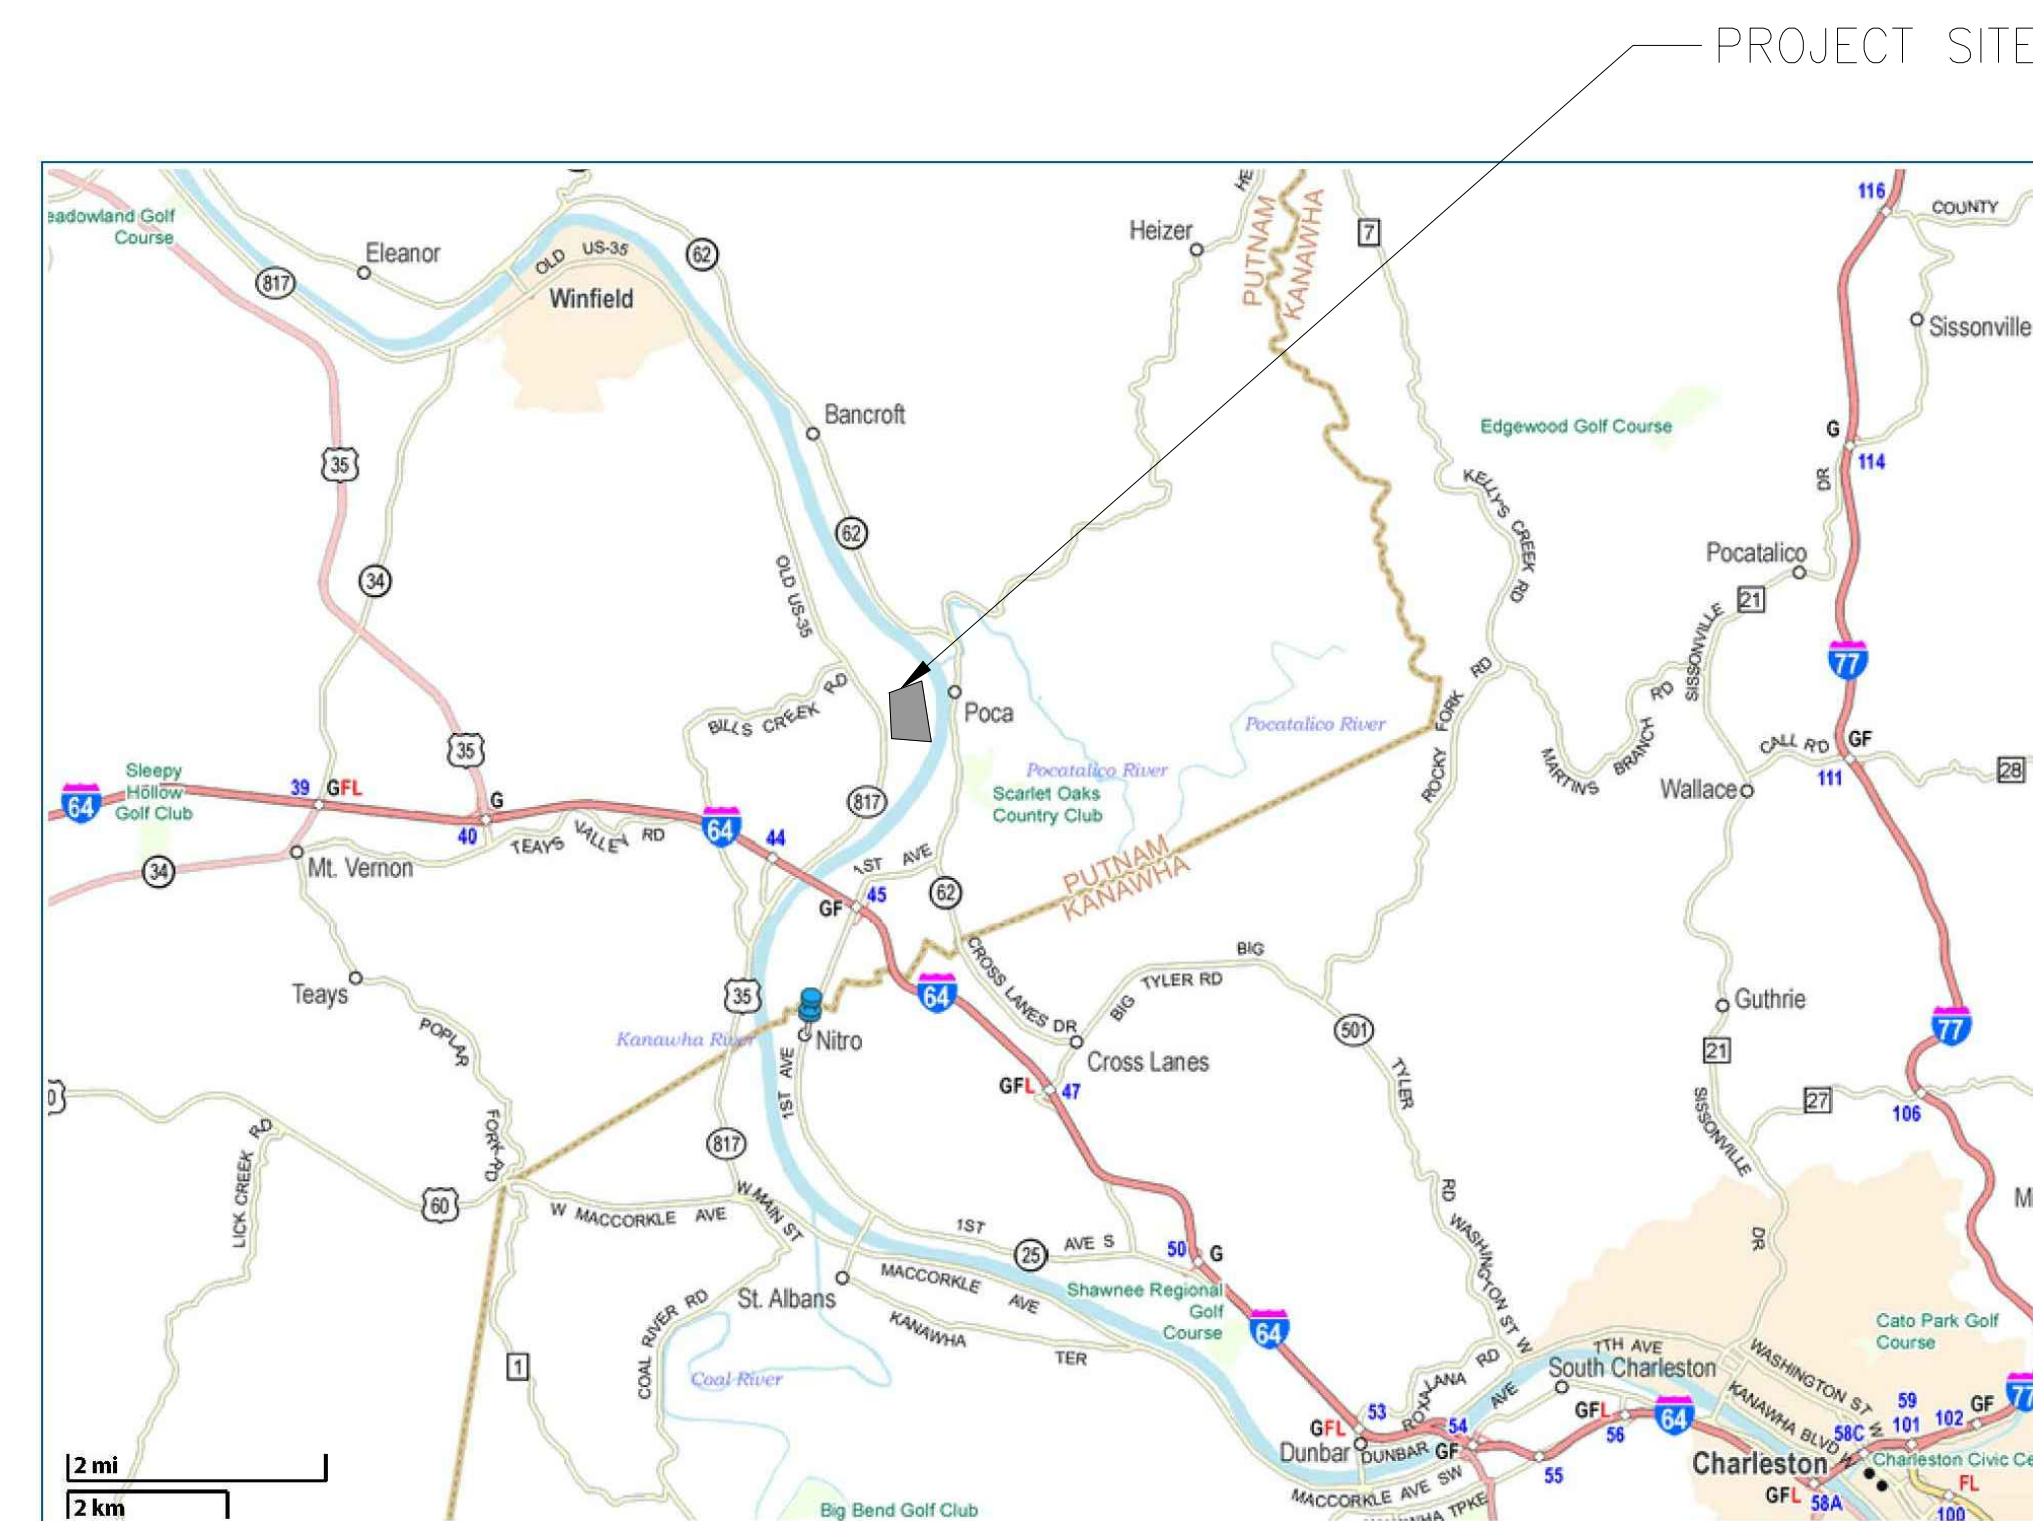 PROJECT SITE
116
COUNTY
HE
PUTNAM
KANAWHA
7
Heizer
eadowland Golf
Course
Eleanor
62
OLD US-35
817
Winfield
Sissonville
Bancroft
Edgewood Golf Course
G
114
DR
35
KELLY'S CREEK RD
62
Pocatalico
34
OLD US-35
21
SISSONVILLE
77
RD
BILLS CREEK RD
Poca
FORK RD
ROCKY
Pocatalico River
MARTINS BRANCH RD
CALL RD
GF
111
28
35
Sleepy
Hollow
Golf Club
64
39
GFL
Pocatalico River
Scarlet Oaks
Country Club
Wallace
G
40
817
64
44
TEAYS VALLEY RD
34
Mt. Vernon
1ST AVE
PUTNAM
KANAWHA
45
GF
62
CROSS LANES DR
BIG
BIG TYLER RD
Teays
35
64
Guthrie
POPLAR
Kanawha River
Nitro
501
77
21
Cross Lanes
GFL
47
TYLER
0
1ST AVE
27
106
SISSONVILLE
FORK RD
LICK CREEK RD
817
60
W MACCORKLE AVE
W MAIN ST
RD
WASHINGTON ST W
DR
1ST
25
AVE S
50
G
MACCORKLE
AVE
Shawnee Regional
Golf
Course
St. Albans
KANAWHA
TER
64
Cato Park Golf
Course
COAL RIVER RD
1
Coal River
7TH AVE
South Charleston
ROXALANA RD
AVE
WASHINGTON ST W
KANAWHA BLVD W
59
101
102
GF
77
53
GFL
54
GF
GFL
56
64
58C
Dunbar
DUNBAR
55
Charleston
Charleston Civic Ce
GFL
58A
FL
100
MACCORKLE AVE SW
TPKE
2 mi
2 km
Big Bend Golf Club